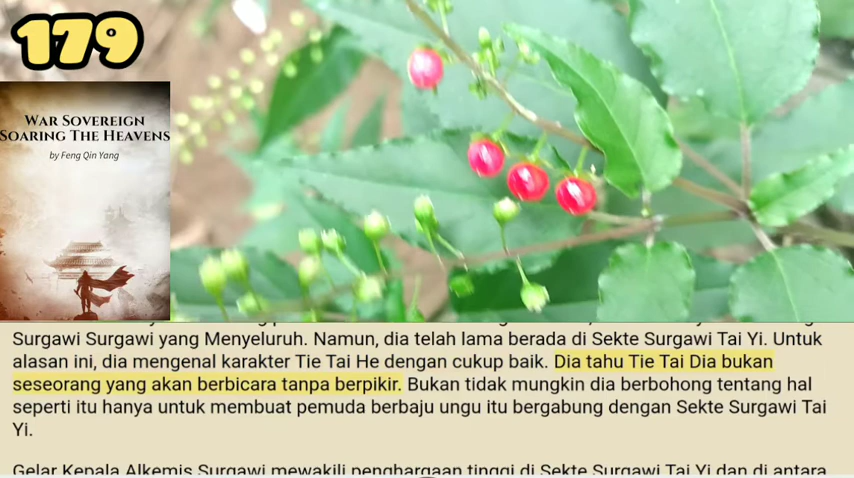 179
WAR SOVEREIGN
SOARING THE HEAVENS
by Feng Qin Yang
Surgawi Surgawi yang Menyeluruh. Namun, dia telah lama berada di Sekte Surgawi Tai Yi. Untuk
alasan ini, dia mengenal karakter Tie Tai He dengan cukup baik. Dia tahu Tie Tai Dia bukan
seseorang yang akan berbicara tanpa berpikir. Bukan tidak mungkin dia berbohong tentang hal
seperti itu hanya untuk membuat pemuda berbaju ungu itu bergabung dengan Sekte Surgawi Tai
Yi.
Gelar Kepala Alkemis Surgawi mewakili penghargaan tinggi di Sekte Surgawi Tai Yi dan di antara